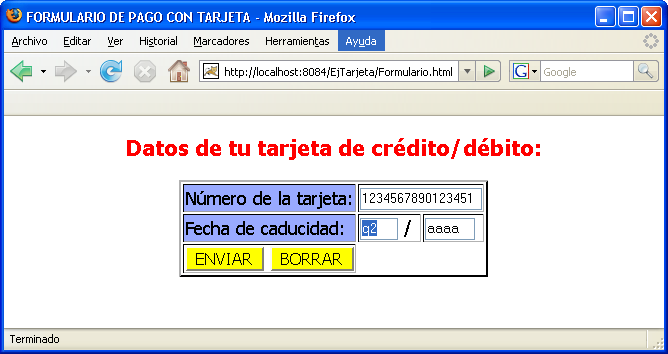 FORMULARIO DE PAGO CON TARJETA - Mozilla Firefox
Archivo Editar Ver Historial Marcadores Herramientas Ayuda
http://localhost:8084/EjTarjeta/Formulario.html G Google
Datos de tu tarjeta de crédito/débito:
Número de la tarjeta: 1234567890123451
Fecha de caducidad: q2 / aaaa
ENVIAR BORRAR
Terminado